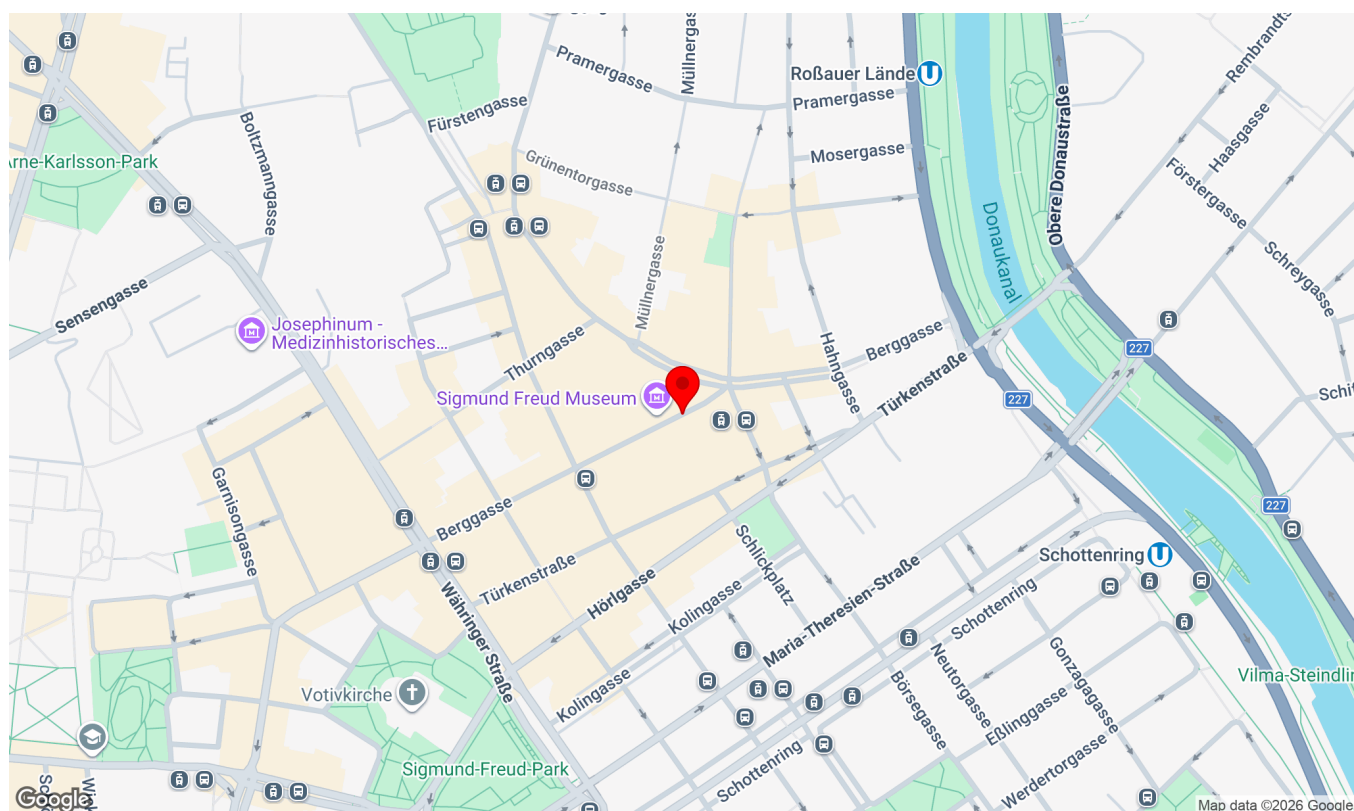 Pramergasse
Müllnergasse
Roßauer Lände
Pramergasse
Rembrandts
Fürstengasse
Boltzmanngasse
Arne-Karlsson-Park
Grünentorgasse
Mosergasse
Obere Donaustraße
Haasgasse
Förstergasse
Donaukanal
Schreygasse
Müllnergasse
Sensengasse
Josephinum -
Medizinhistorisches...
Thurngasse
Hahngasse
Berggasse
227
Türkenstraße
Sigmund Freud Museum
227
Schif
Garnisongasse
Berggasse
227
Schlickplatz
Schottenring
Türkenstraße
Hörlgasse
Währinger Straße
Kolingasse
Maria-Theresien-Straße
Schottenring
Neutorgasse
Gonzagagasse
Votivkirche
Kolingasse
Börsegasse
Eßlinggasse
Vilma-Steindlin
Sigmund-Freud-Park
Schottenring
Werdertorgasse
Google
Map data ©2026 Google